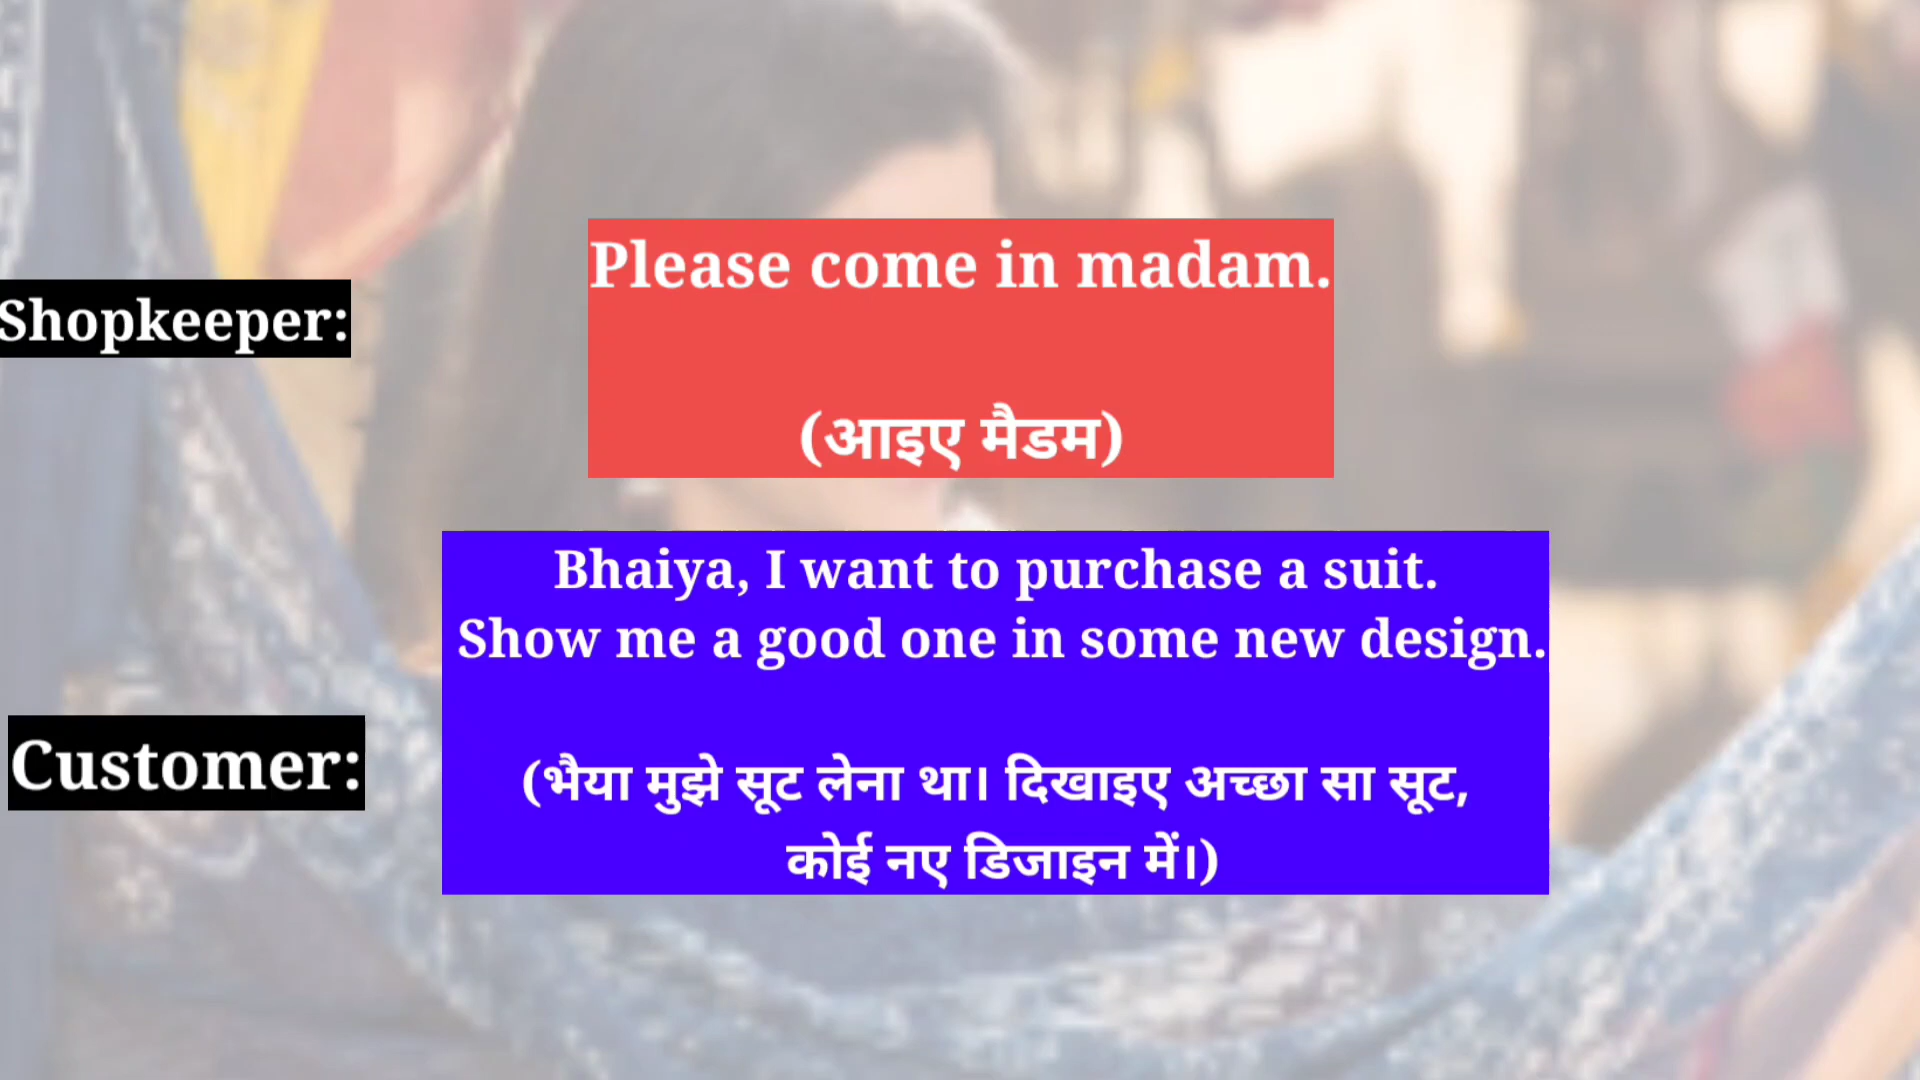 Shopkeeper:
Please come in madam.
(आइए मैडम)
Customer:
Bhaiya, I want to purchase a suit.
Show me a good one in some new design.
(भैया मुझे सूट लेना था। दिखाइए अच्छा सा सूट,
कोई नए डिजाइन में।)